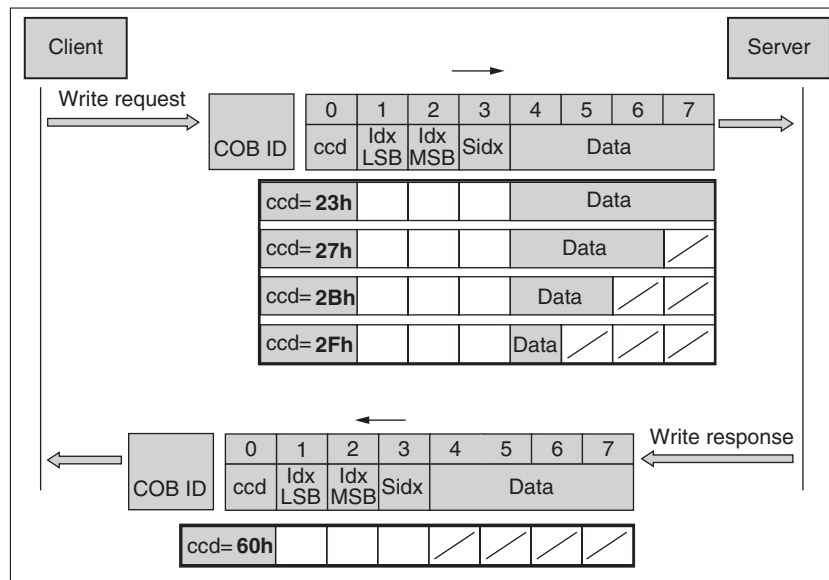 Client
Server
Write request
0 1 2 3 4 5 6 7
COB ID
ccd
Idx LSB
Idx MSB
Sidx
Data
ccd= 23h
Data
ccd= 27h
Data
ccd= 2Bh
Data
ccd= 2Fh
Data
Write response
0 1 2 3 4 5 6 7
COB ID
ccd
Idx LSB
Idx MSB
Sidx
Data
ccd= 60h